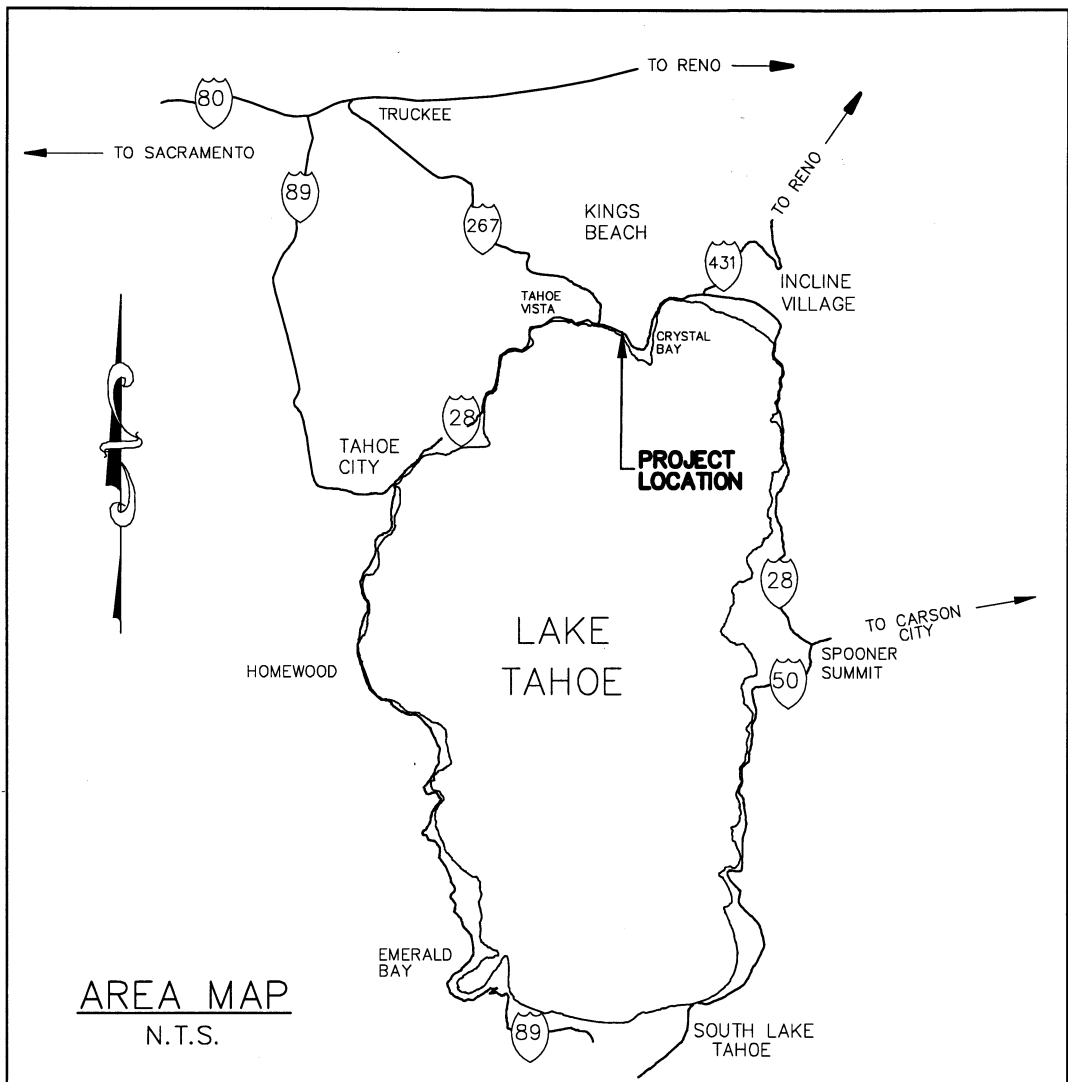 TO RENO
80
TRUCKEE
TO SACRAMENTO
89
TO RENO
267
KINGS
BEACH
431
INCLINE
VILLAGE
TAHOE
VISTA
CRYSTAL
BAY
28
TAHOE
CITY
PROJECT
LOCATION
28
TO CARSON
CITY
LAKE
TAHOE
HOMEWOOD
SPOONER
SUMMIT
50
EMERALD
BAY
AREA MAP
N.T.S.
89
SOUTH LAKE
TAHOE